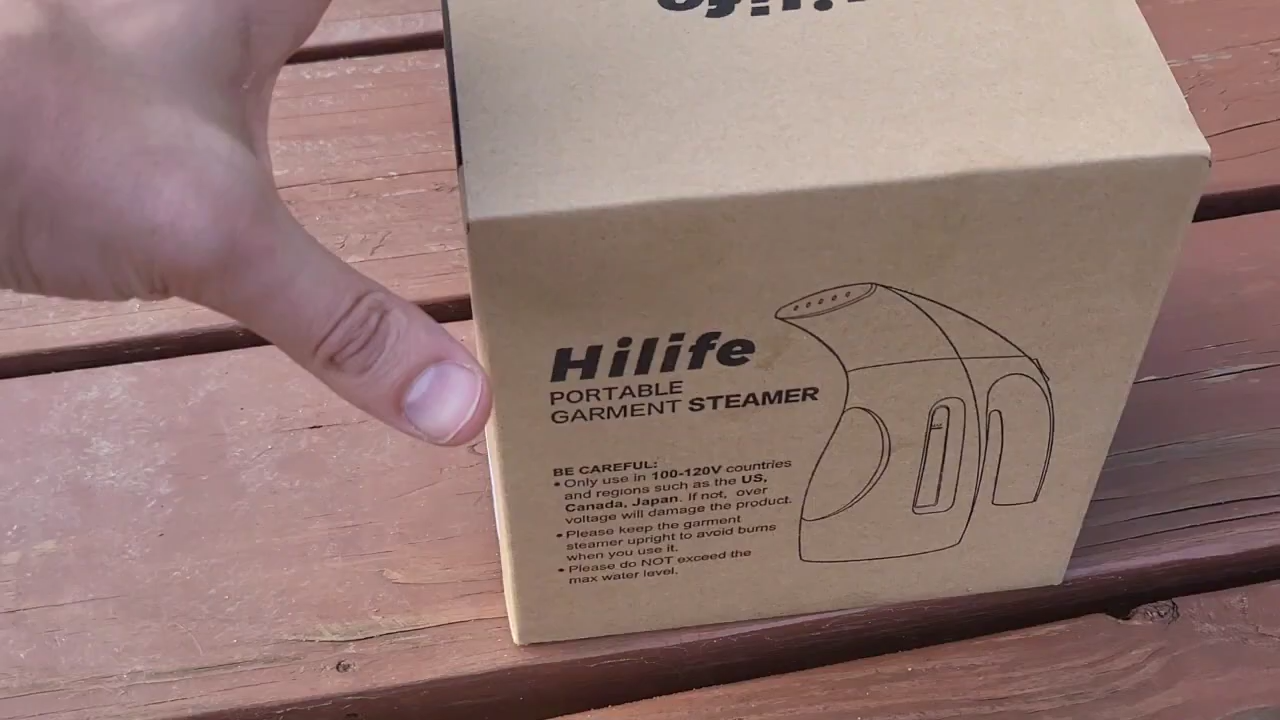 Hilife
Hilife
PORTABLE
GARMENT STEAMER
BE CAREFUL:
• Only use in 100-120V countries
and regions such as the US,
Canada, Japan. If not, over
voltage will damage the product.
• Please keep the garment
steamer upright to avoid burns
when you use it.
• Please do NOT exceed the
max water level.